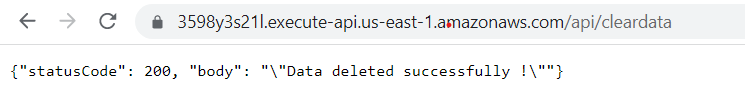 3598y3s21l.execute-api.us-east-1.amazonaws.com/api/cleardata
{"statusCode": 200, "body": "\"Data deleted successfully !\""}